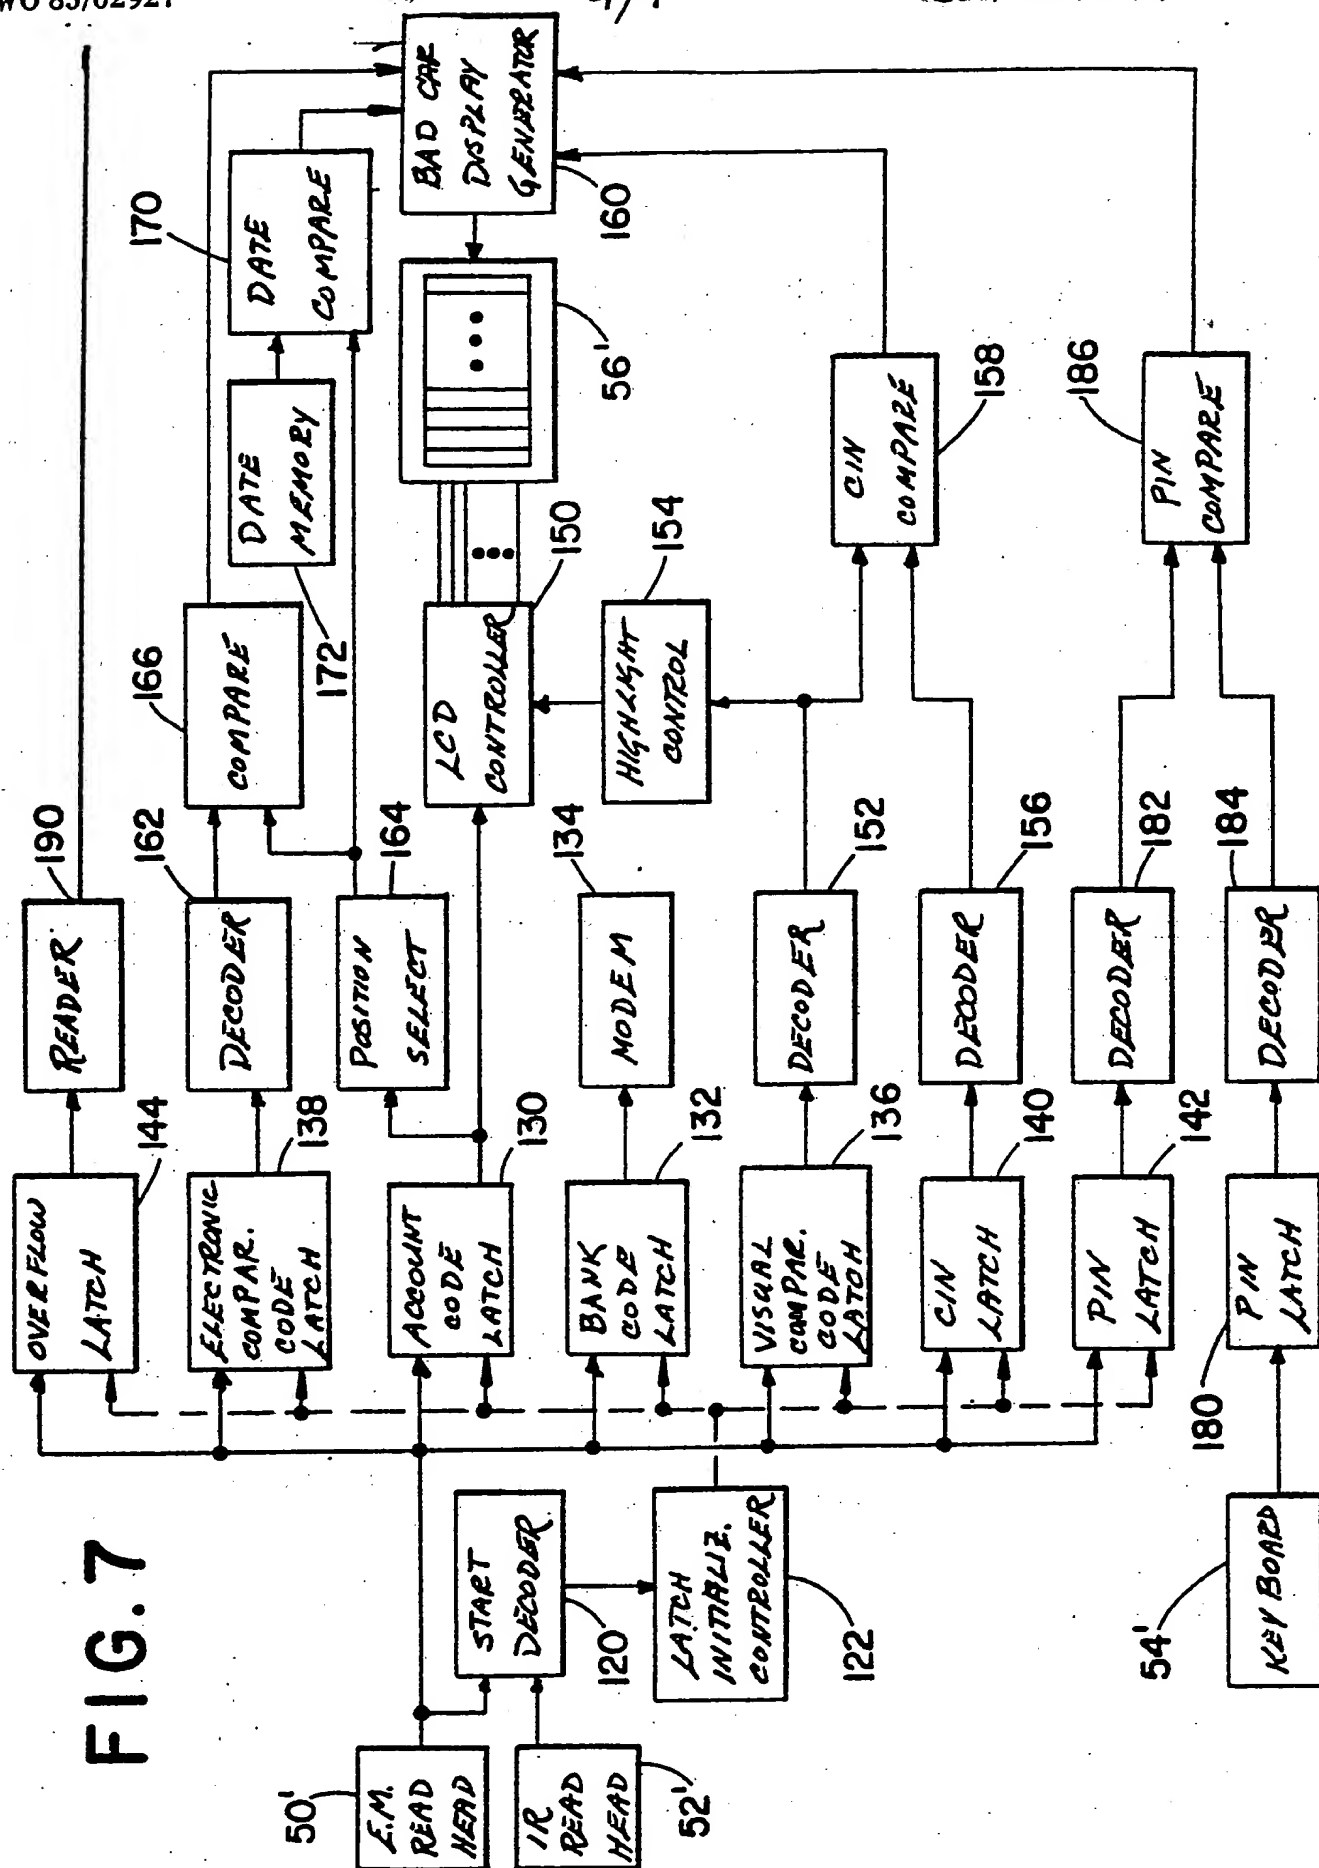 WO 85/02927
FIG. 7
50'
E.M.
READ
HEAD
IR
READ
HEAD
52'
START
DECODER
120
LATCH
INITIALIZ.
CONTROLLER
122
54'
KEY BOARD
OVERFLOW
LATCH
144
ELECTRONIC
COMPAR.
CODE
LATCH
138
ACCOUNT
CODE
LATCH
130
BANK
CODE
LATCH
132
VISUAL
COMPAR.
CODE
LATCH
136
CIN
LATCH
140
PIN
LATCH
142
180
PIN
LATCH
READER
190
DECODER
162
POSITION
SELECT
164
MODEM
134
DECODER
152
DECODER
156
DECODER
182
DECODER
184
COMPARE
166
DATE
MEMORY
172
DATE
COMPARE
170
LCD
CONTROLLER
150
HIGHLIGHT
CONTROL
154
56'
BAD CAR
DISPLAY
GENERATOR
160
CIN
COMPARE
158
PIN
COMPARE
186